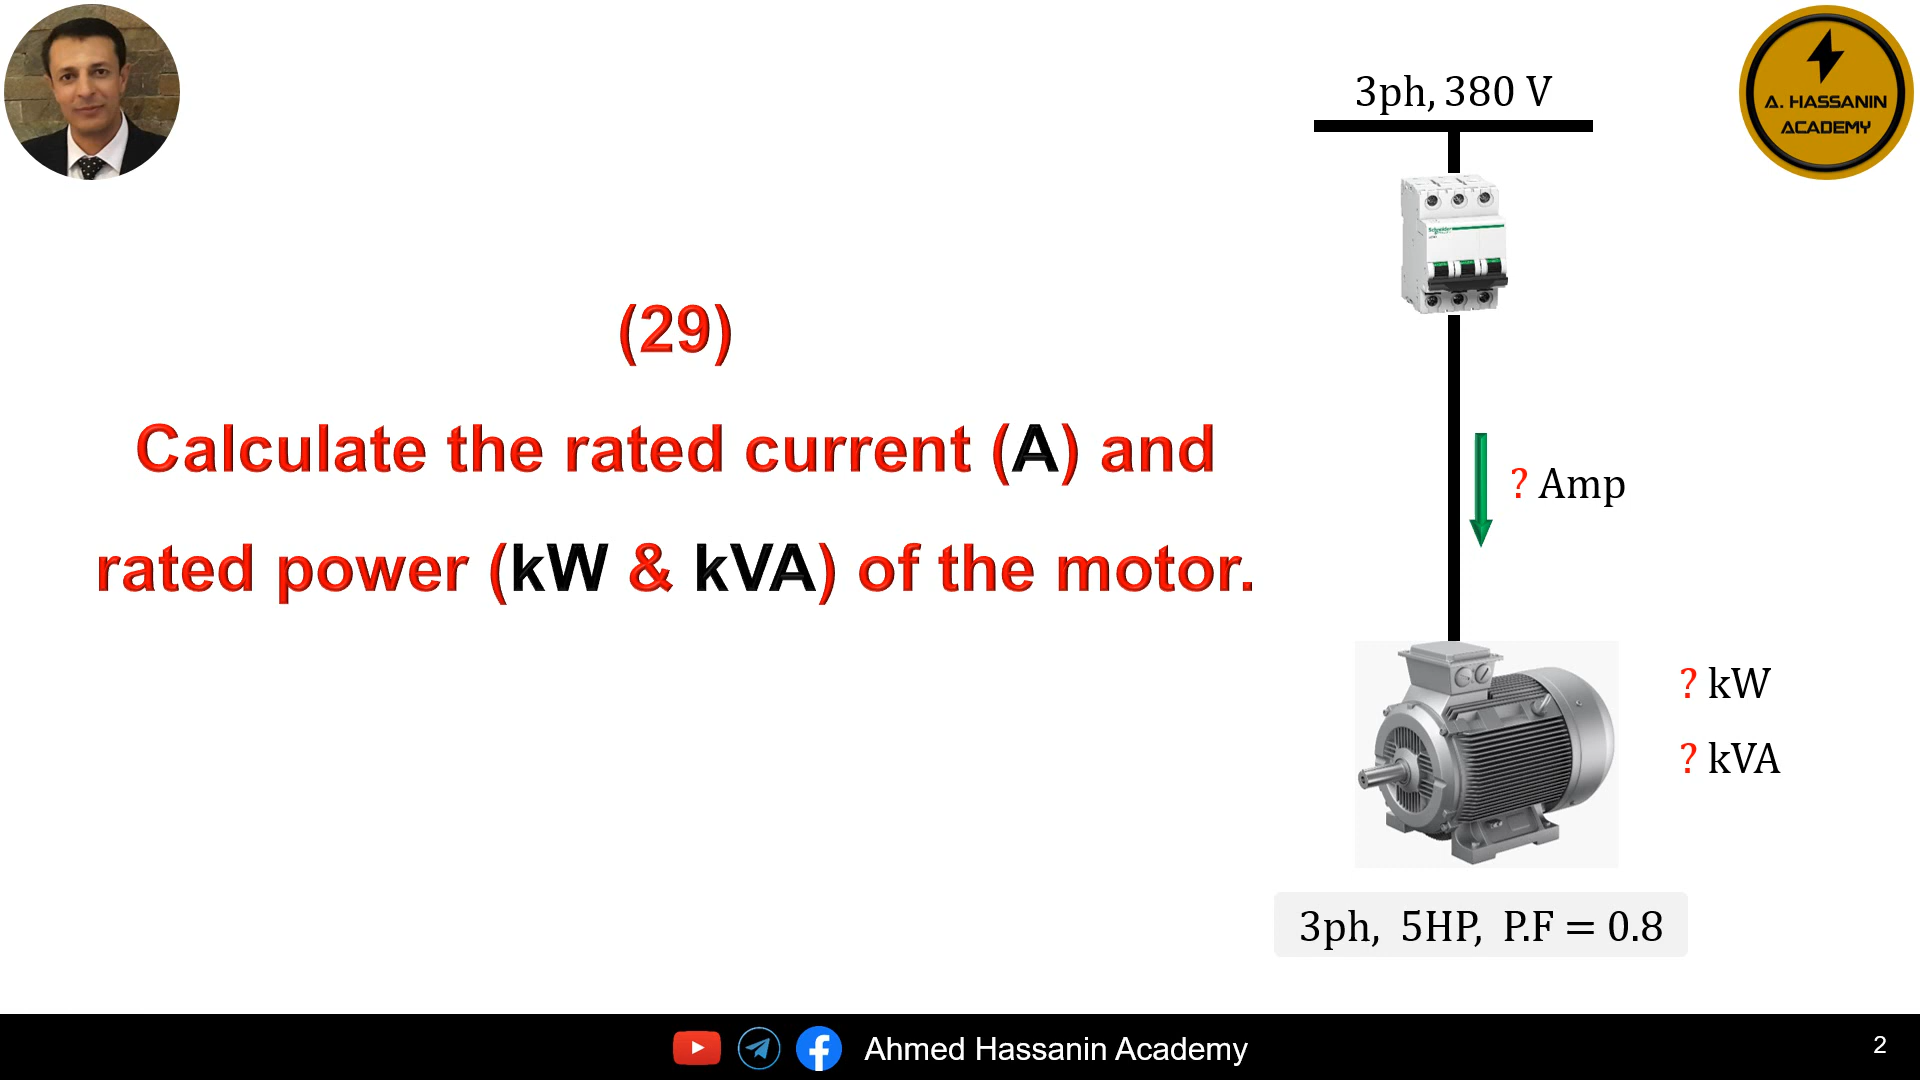 3ph, 380 V
A. HASSANIN
ACADEMY
Schneider
(29)
Calculate the rated current (A) and
rated power (kW & kVA) of the motor.
? Amp
? kW
? kVA
3ph, 5HP, P.F = 0.8
Ahmed Hassanin Academy
2